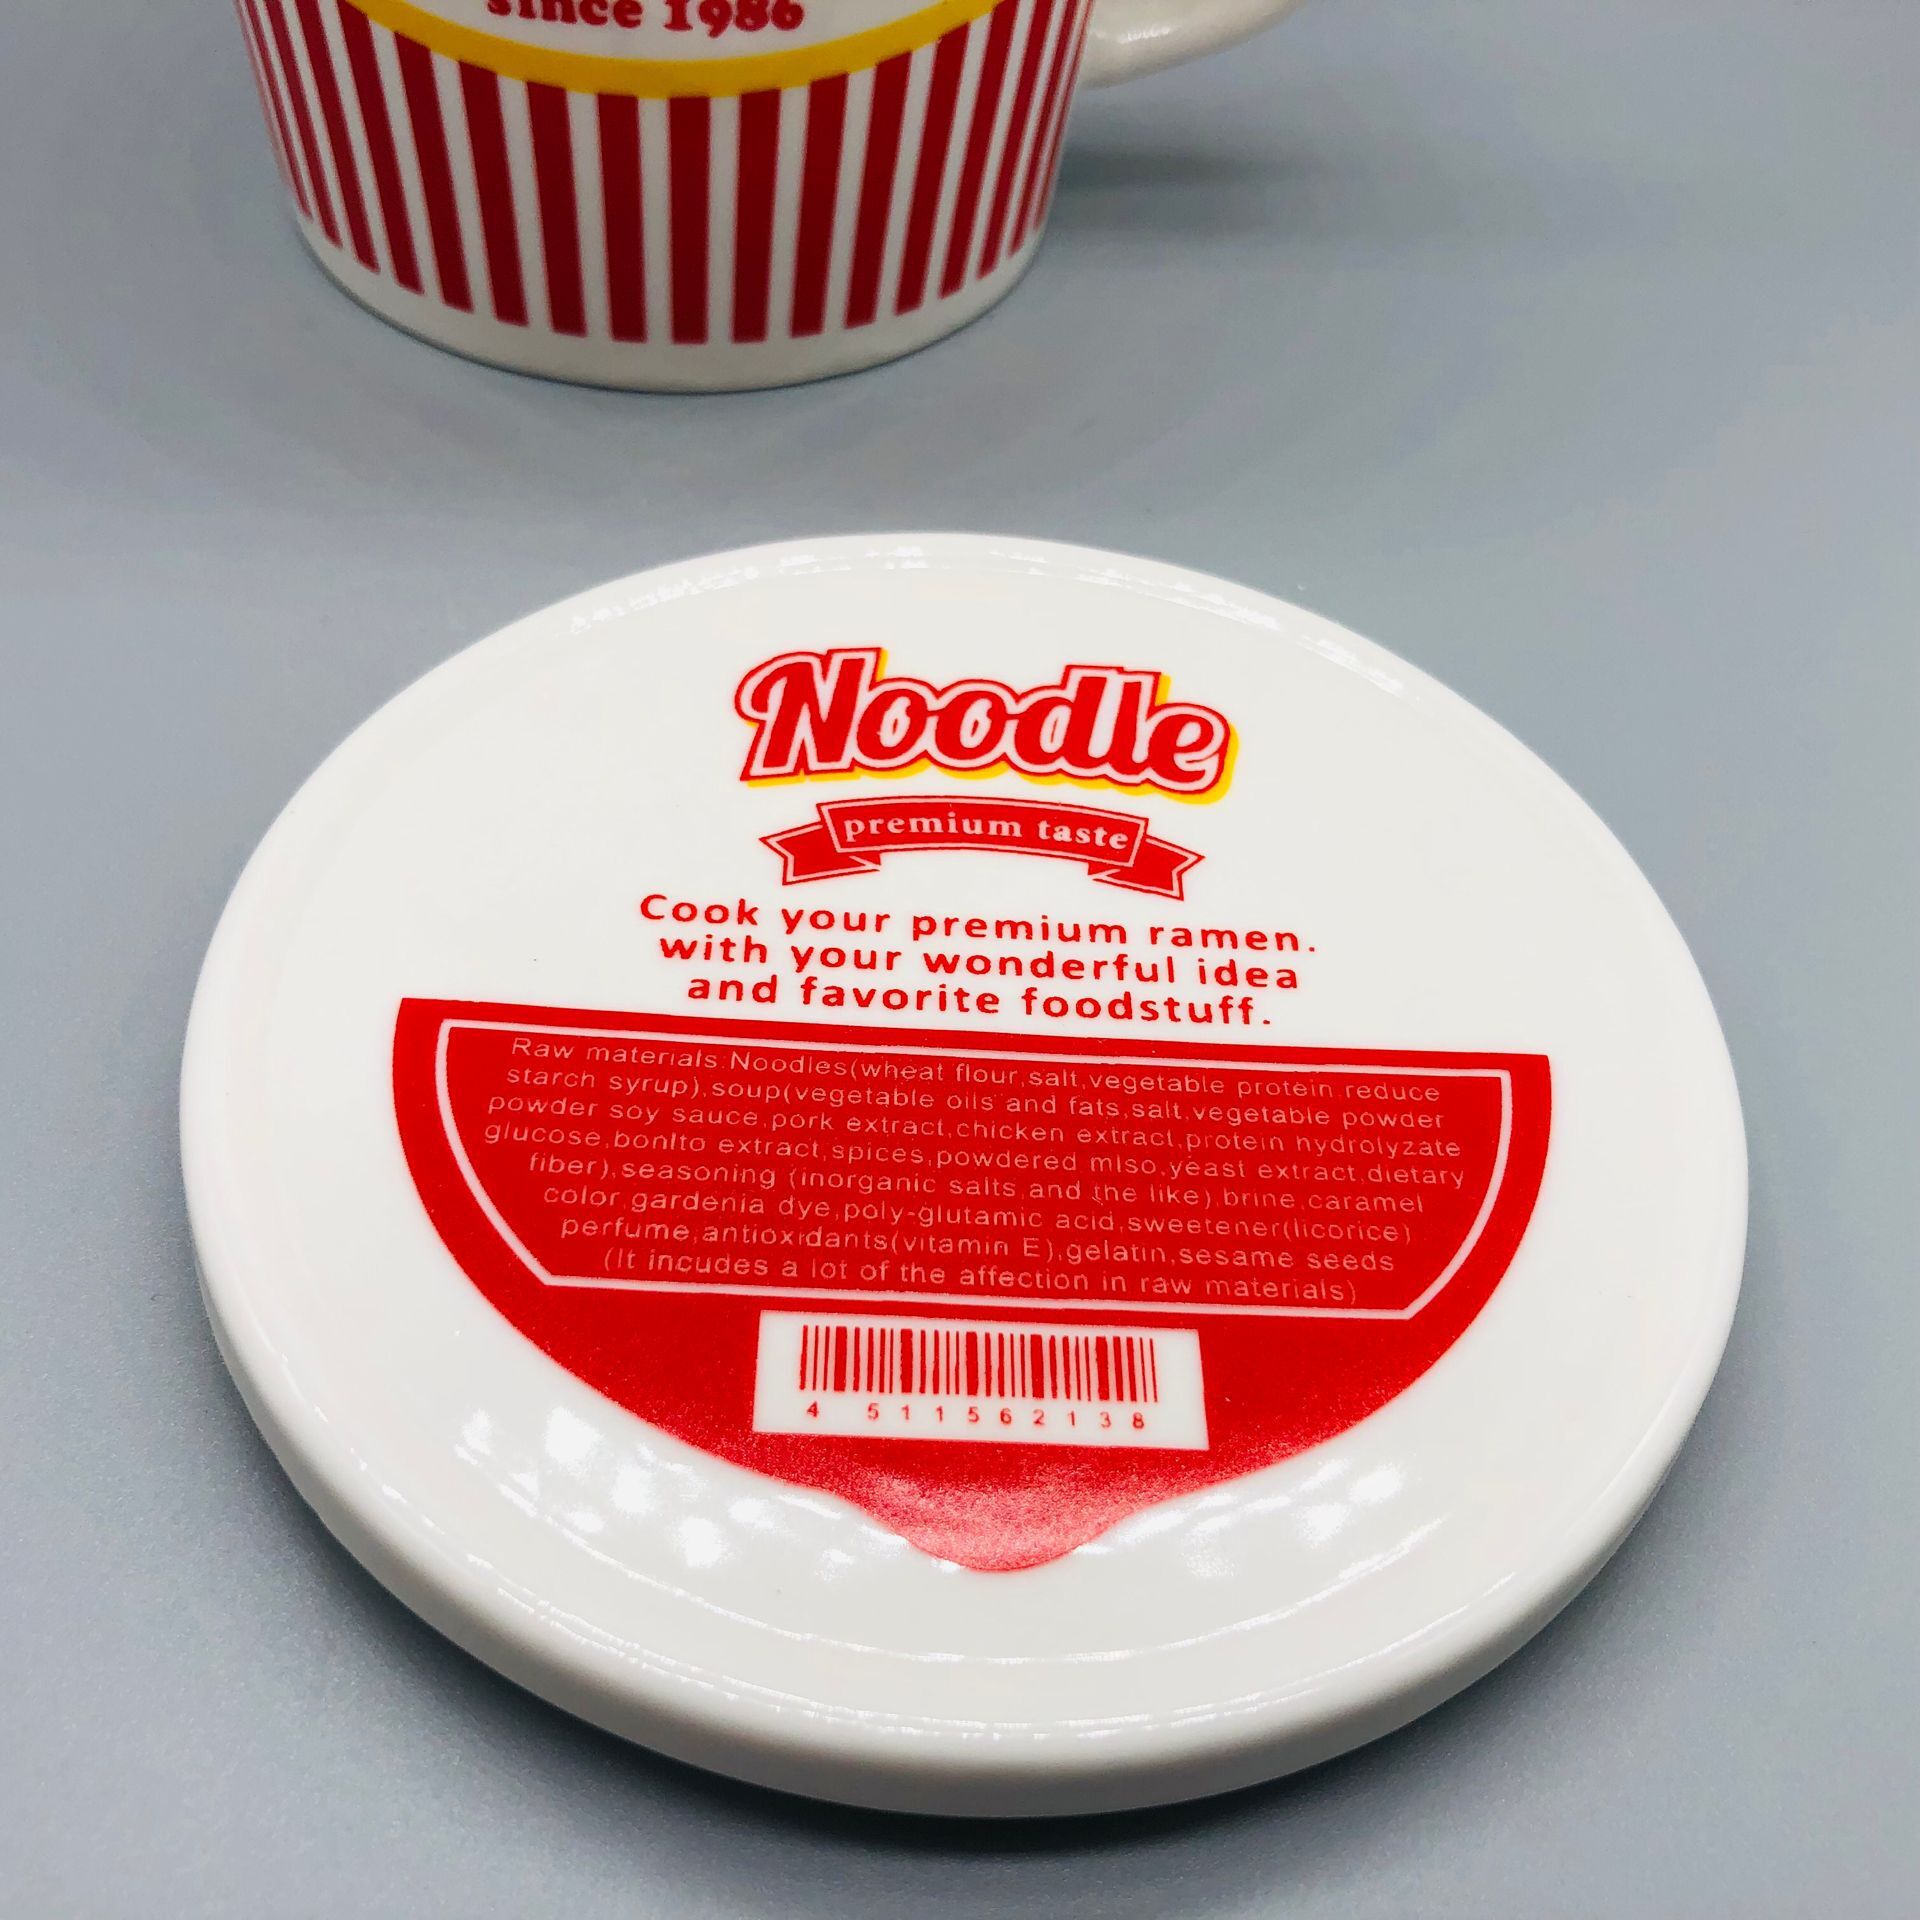 since 1986
Noodle
premium taste
Cook your premium ramen.
with your wonderful idea
and favorite foodstuff.
Raw materials:Noodles(wheat flour,salt,vegetable protein,reduce
starch syrup),soup(vegetable oils and fats,salt,vegetable powder
powder soy sauce,pork extract,chicken extract,protein hydrolyzate
glucose,bonito extract,spices,powdered miso,yeast extract,dietary
fiber),seasoning (inorganic salts,and the like),brine,caramel
color,gardenia dye,poly-glutamic acid,sweetener(licorice)
perfume,antioxidants(vitamin E),gelatin,sesame seeds
(It incudes a lot of the affection in raw materials)
4 511562138